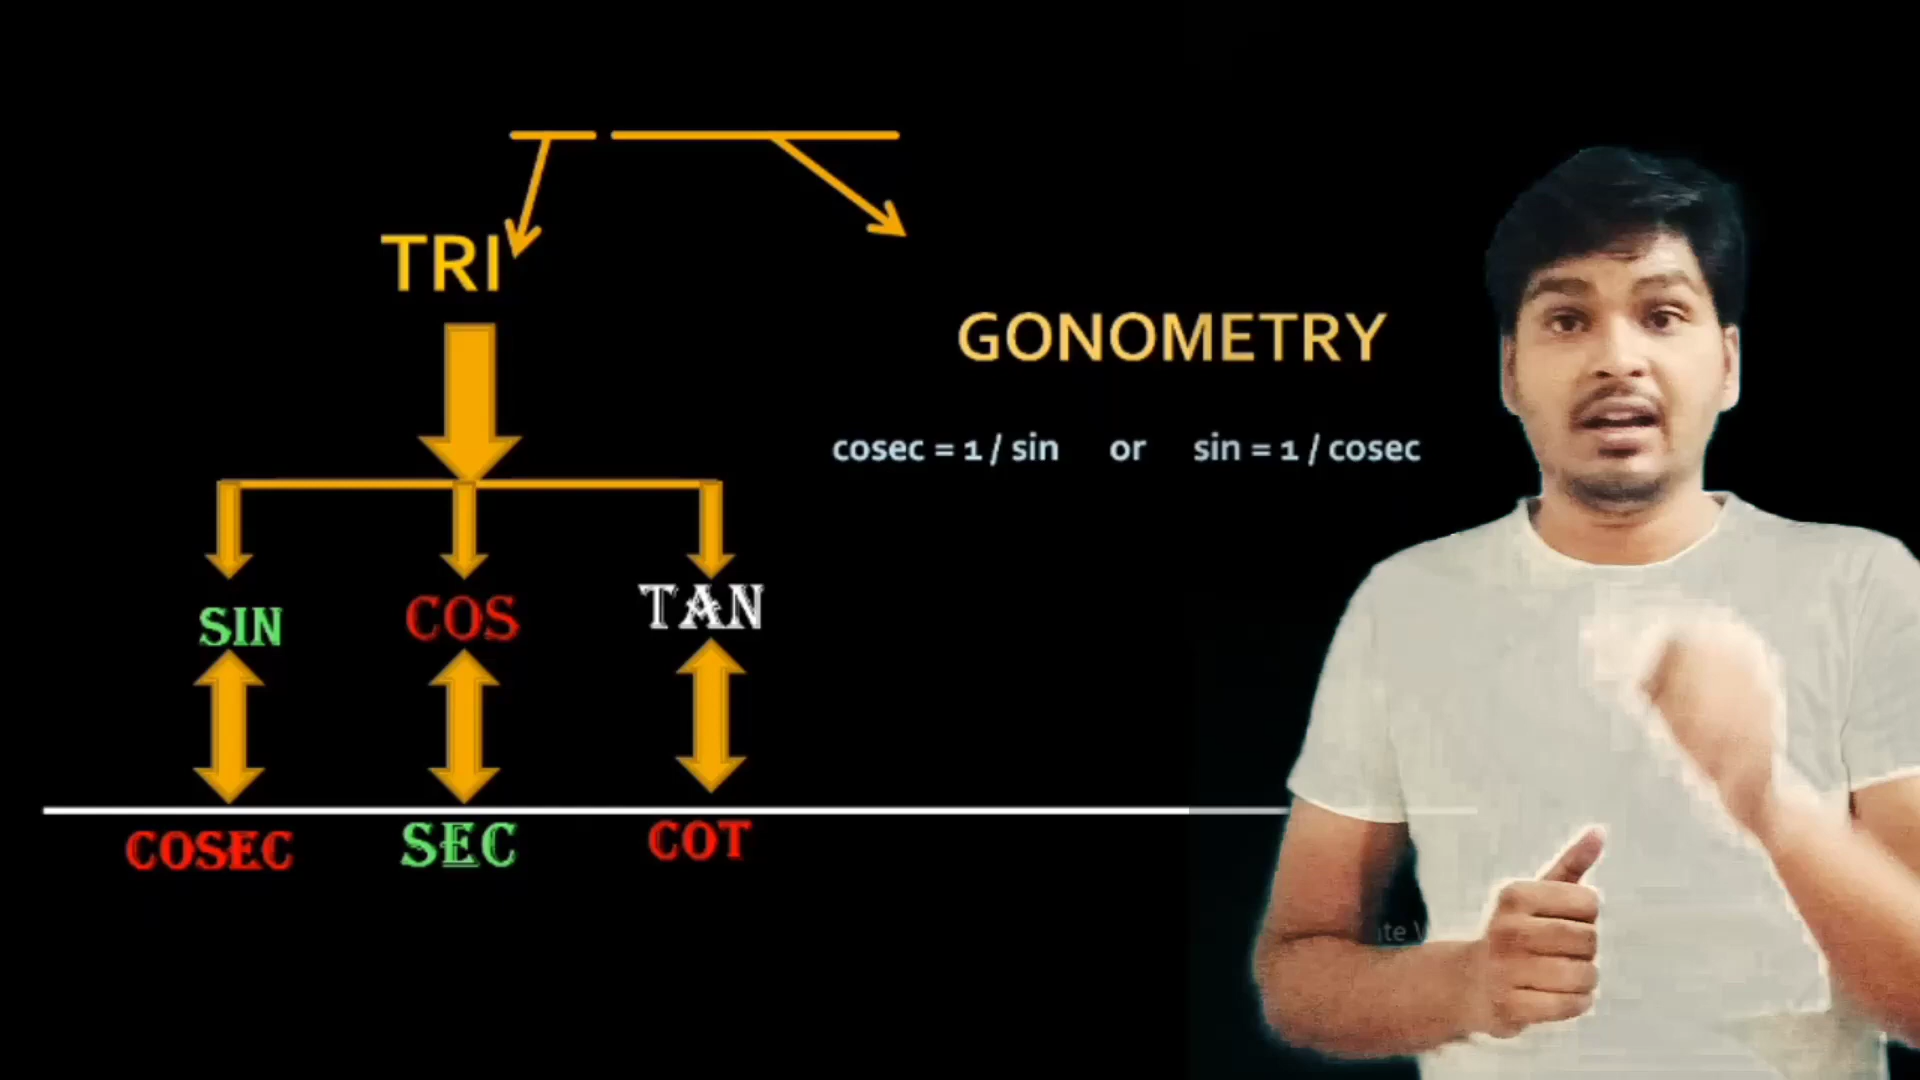 TRI
GONOMETRY
cosec = 1 / sin or sin = 1 / cosec
SIN COS TAN
COSEC SEC COT